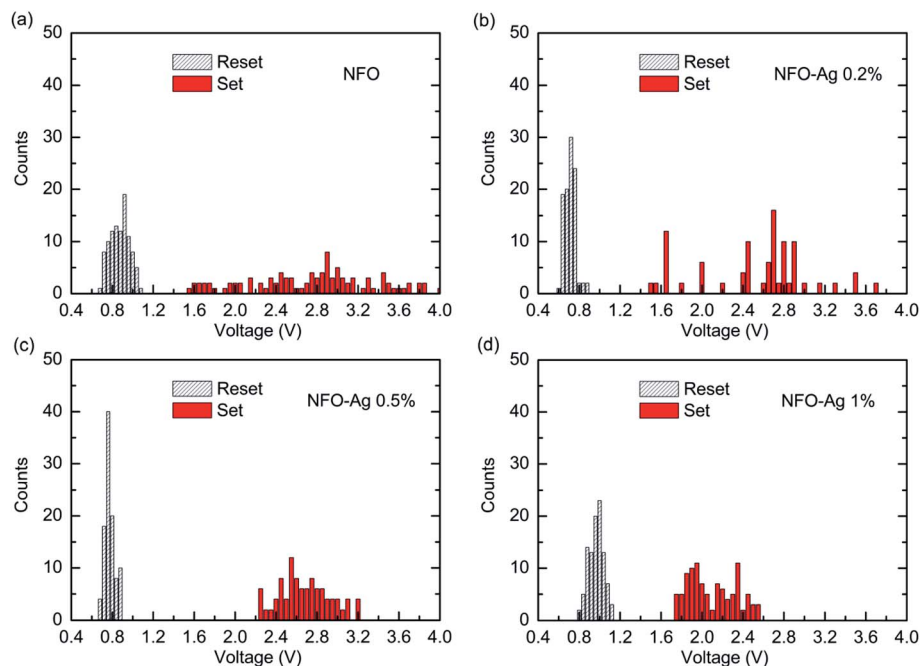 (a)
50
40
30
20
10
0
Counts
Reset
Set
NFO
0.4 0.8 1.2 1.6 2.0 2.4 2.8 3.2 3.6 4.0
Voltage (V)
(b)
50
40
30
20
10
0
Counts
Reset
Set
NFO-Ag 0.2%
0.4 0.8 1.2 1.6 2.0 2.4 2.8 3.2 3.6 4.0
Voltage (V)
(c)
50
40
30
20
10
0
Counts
Reset
Set
NFO-Ag 0.5%
0.4 0.8 1.2 1.6 2.0 2.4 2.8 3.2 3.6 4.0
Voltage (V)
(d)
50
40
30
20
10
0
Counts
Reset
Set
NFO-Ag 1%
0.4 0.8 1.2 1.6 2.0 2.4 2.8 3.2 3.6 4.0
Voltage (V)